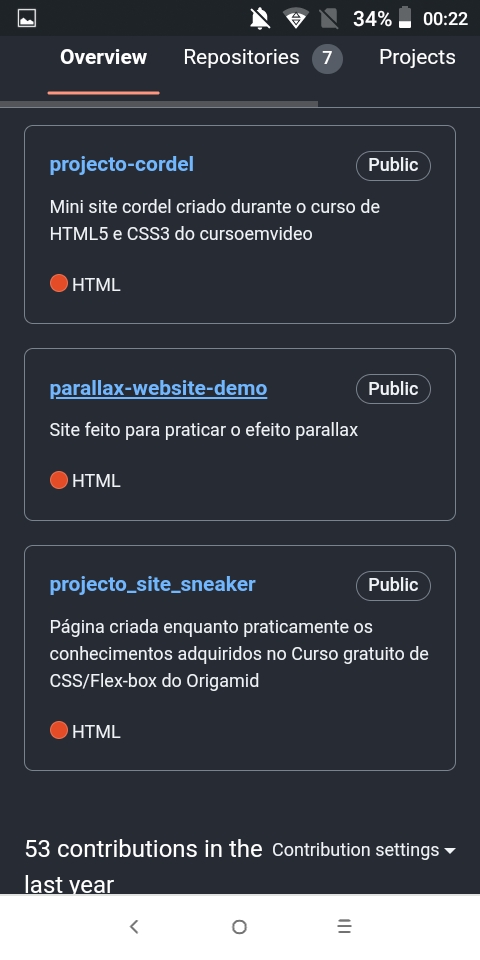 34% 00:22
Overview Repositories 7 Projects
projecto-cordel Public
Mini site cordel criado durante o curso de
HTML5 e CSS3 do cursoemvideo
HTML
parallax-website-demo Public
Site feito para praticar o efeito parallax
HTML
projecto_site_sneaker Public
Página criada enquanto praticamente os
conhecimentos adquiridos no Curso gratuito de
CSS/Flex-box do Origamid
HTML
53 contributions in the Contribution settings
last year